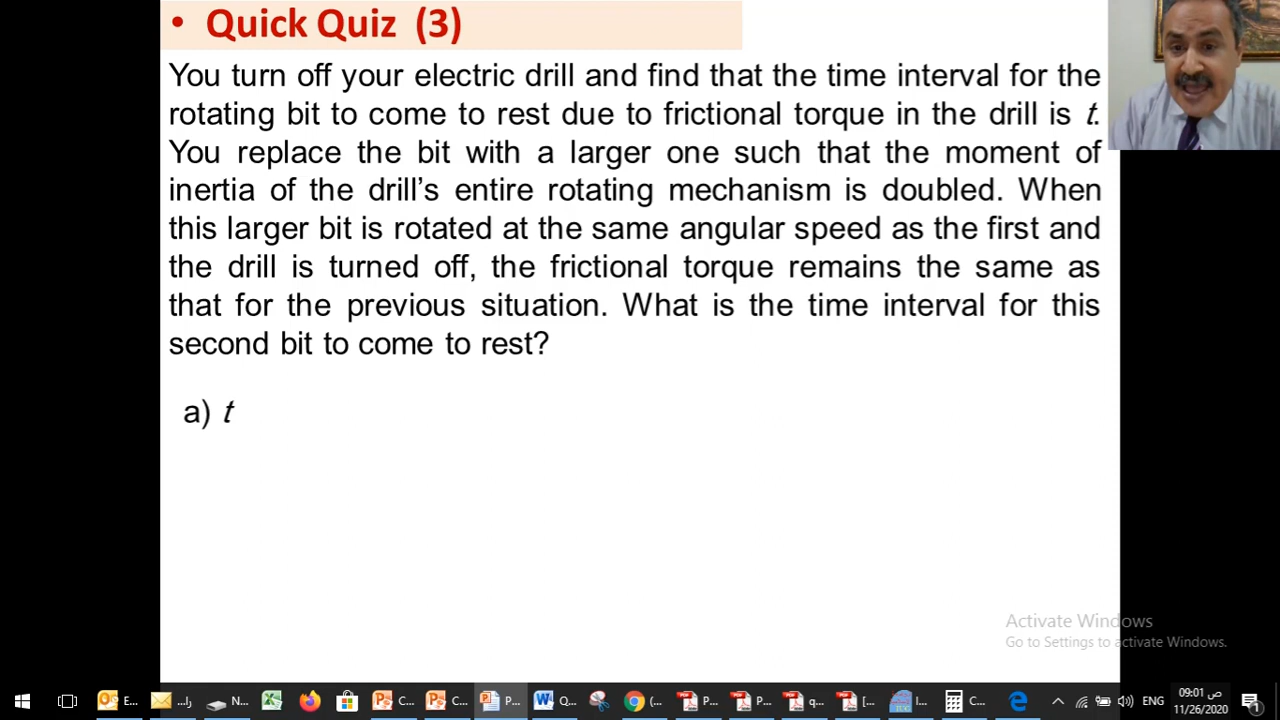 • Quick Quiz (3)
You turn off your electric drill and find that the time interval for the
rotating bit to come to rest due to frictional torque in the drill is t.
You replace the bit with a larger one such that the moment of
inertia of the drill’s entire rotating mechanism is doubled. When
this larger bit is rotated at the same angular speed as the first and
the drill is turned off, the frictional torque remains the same as
that for the previous situation. What is the time interval for this
second bit to come to rest?
a) t
Activate Windows
Go to Settings to activate Windows.
E... را... N... C... C... P... Q... (... P... P... q... [... I... C... ENG
09:01 ص
11/26/2020
1